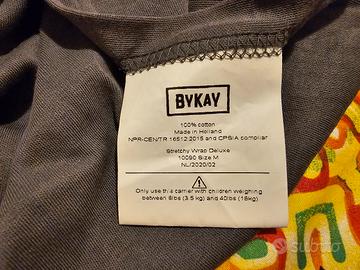 BYKAY
100% cotton
Made in Holland
NPR-CEN/TR 16512:2015 and CPSIA compliant
Stretchy Wrap Deluxe
10090 Size M
NL/2020/02
Only use this carrier with children weighing
between 8lbs (3.5 kg) and 40lbs (18kg)
subito